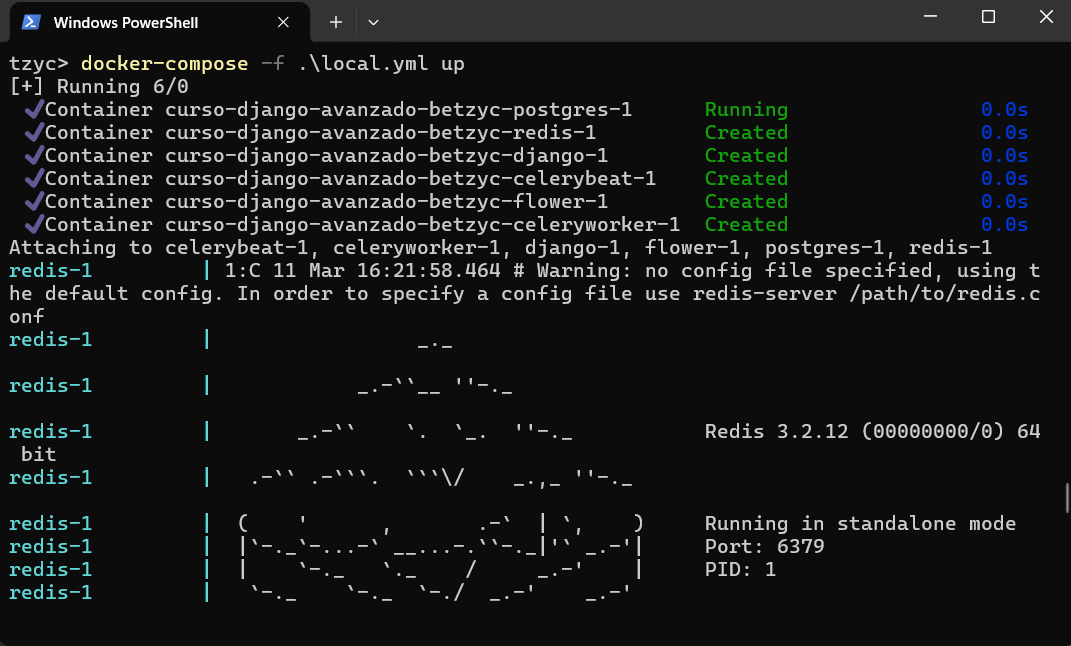 Windows PowerShell
tzyc> docker-compose -f .\local.yml up
[+] Running 6/0
✓Container curso-django-avanzado-betzyc-postgres-1      Running                0.0s
✓Container curso-django-avanzado-betzyc-redis-1         Created                0.0s
✓Container curso-django-avanzado-betzyc-django-1        Created                0.0s
✓Container curso-django-avanzado-betzyc-celerybeat-1    Created                0.0s
✓Container curso-django-avanzado-betzyc-flower-1        Created                0.0s
✓Container curso-django-avanzado-betzyc-celeryworker-1  Created                0.0s
Attaching to celerybeat-1, celeryworker-1, django-1, flower-1, postgres-1, redis-1
redis-1         | 1:C 11 Mar 16:21:58.464 # Warning: no config file specified, using t
he default config. In order to specify a config file use redis-server /path/to/redis.c
onf
redis-1         |                 _._
redis-1         |            _.-``__ ''-._
redis-1         |       _.-``    `.  `_.  ''-._           Redis 3.2.12 (00000000/0) 64
 bit
redis-1         |   .-`` .-```.  ```\/    _.,_ ''-._
redis-1         |  (    '      ,       .-`  | `,    )     Running in standalone mode
redis-1         |  |`-._`-...-` __...-.``-._|'` _.-'|     Port: 6379
redis-1         |  |    `-._   `._    /     _.-'    |     PID: 1
redis-1         |   `-._    `-._  `-./  _.-'    _.-'